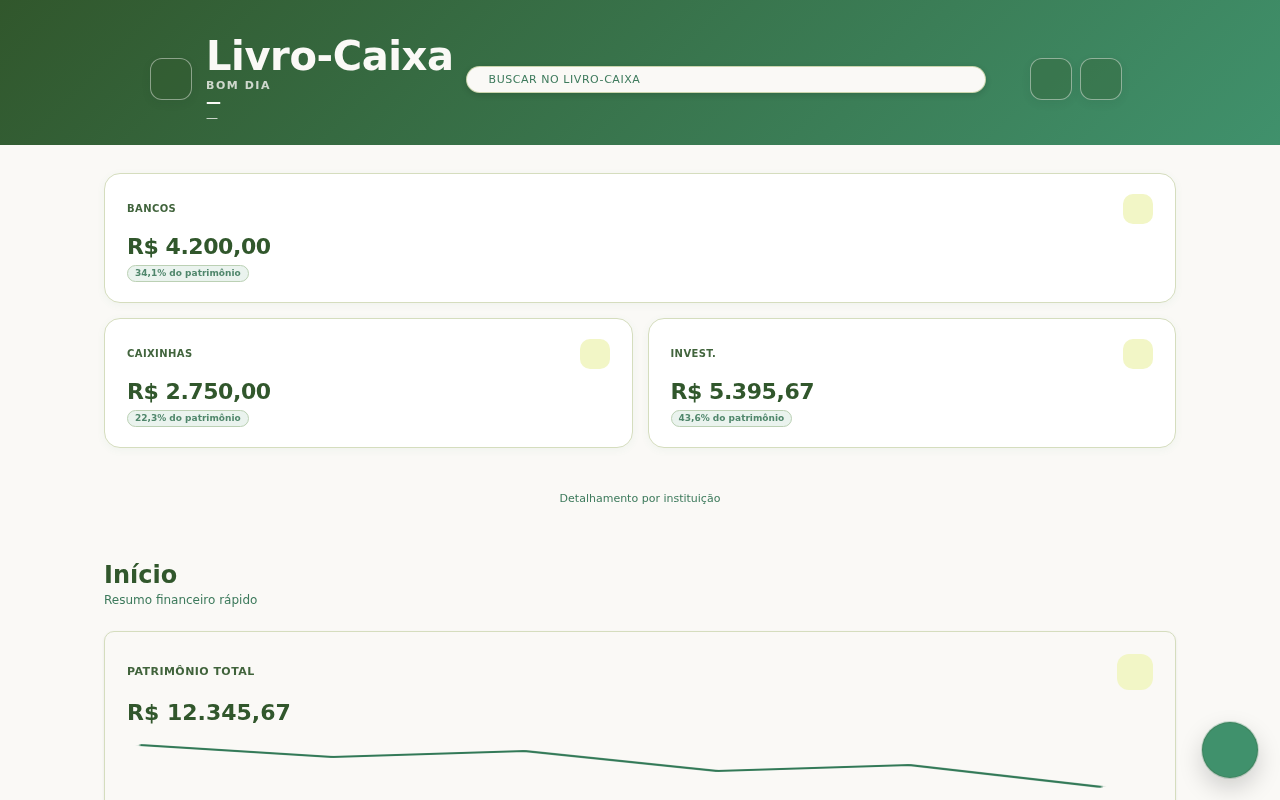 Livro-Caixa
BOM DIA
—
—
BUSCAR NO LIVRO-CAIXA
BANCOS
R$ 4.200,00
34,1% do patrimônio
CAIXINHAS
R$ 2.750,00
22,3% do patrimônio
INVEST.
R$ 5.395,67
43,6% do patrimônio
Detalhamento por instituição
Início
Resumo financeiro rápido
PATRIMÔNIO TOTAL
R$ 12.345,67